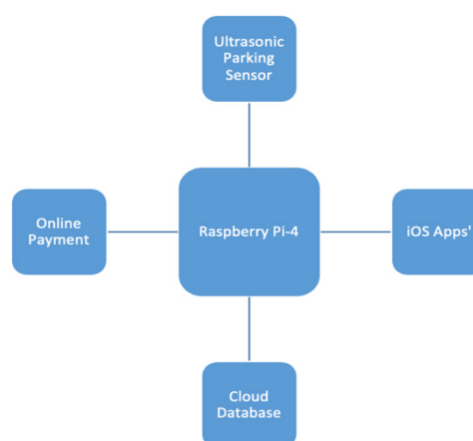 Ultrasonic
Parking
Sensor
Online
Payment
Raspberry Pi-4
iOS Apps'
Cloud
Database